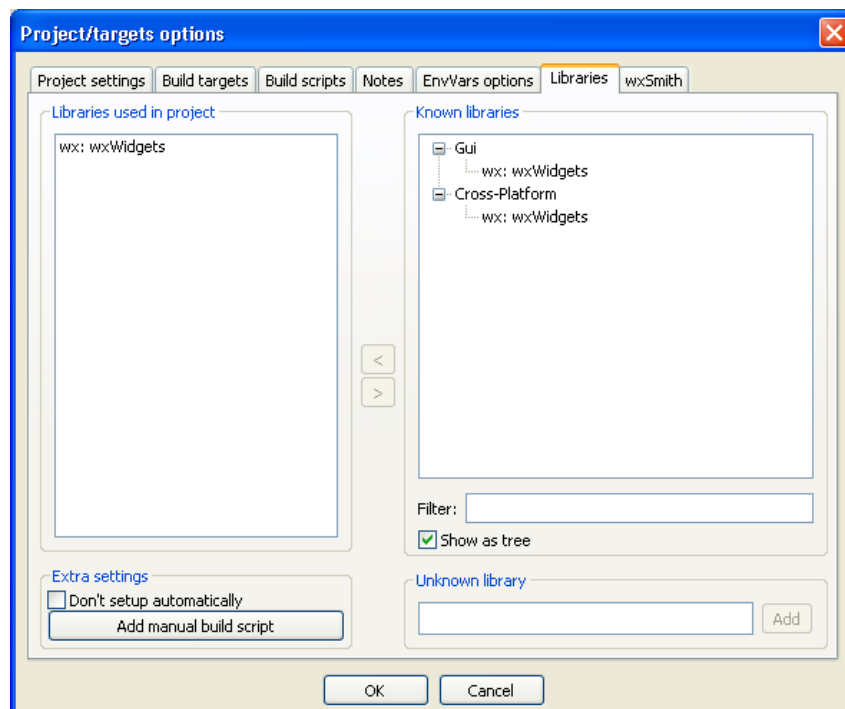 Project/targets options
Project settings Build targets Build scripts Notes EnvVars options Libraries wxSmith
Libraries used in project
wx: wxWidgets
Known libraries
Gui
wx: wxWidgets
Cross-Platform
wx: wxWidgets
<
>
Filter:
Show as tree
Extra settings
Don't setup automatically
Add manual build script
Unknown library
Add
OK Cancel